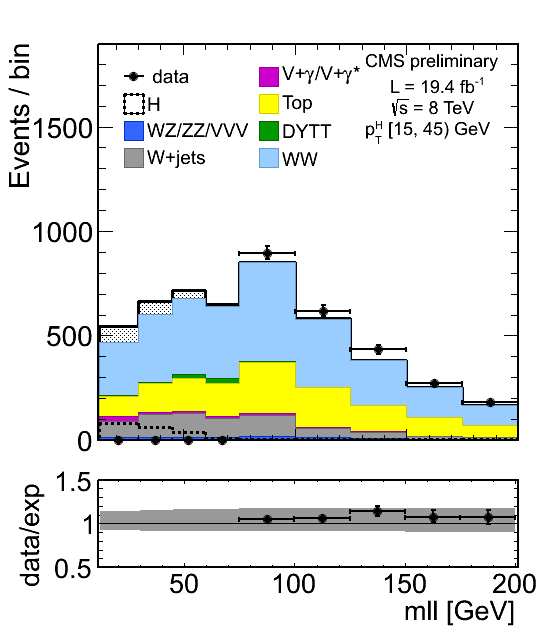 Events / bin
data
H
WZ/ZZ/VVV
W+jets
V+γ/V+γ*
Top
DYTT
WW
CMS preliminary
L = 19.4 fb⁻¹
√s = 8 TeV
p_T^H [15, 45) GeV
1500
1000
500
0
data/exp
1.5
1
0.5
50 100 150 200
mll [GeV]